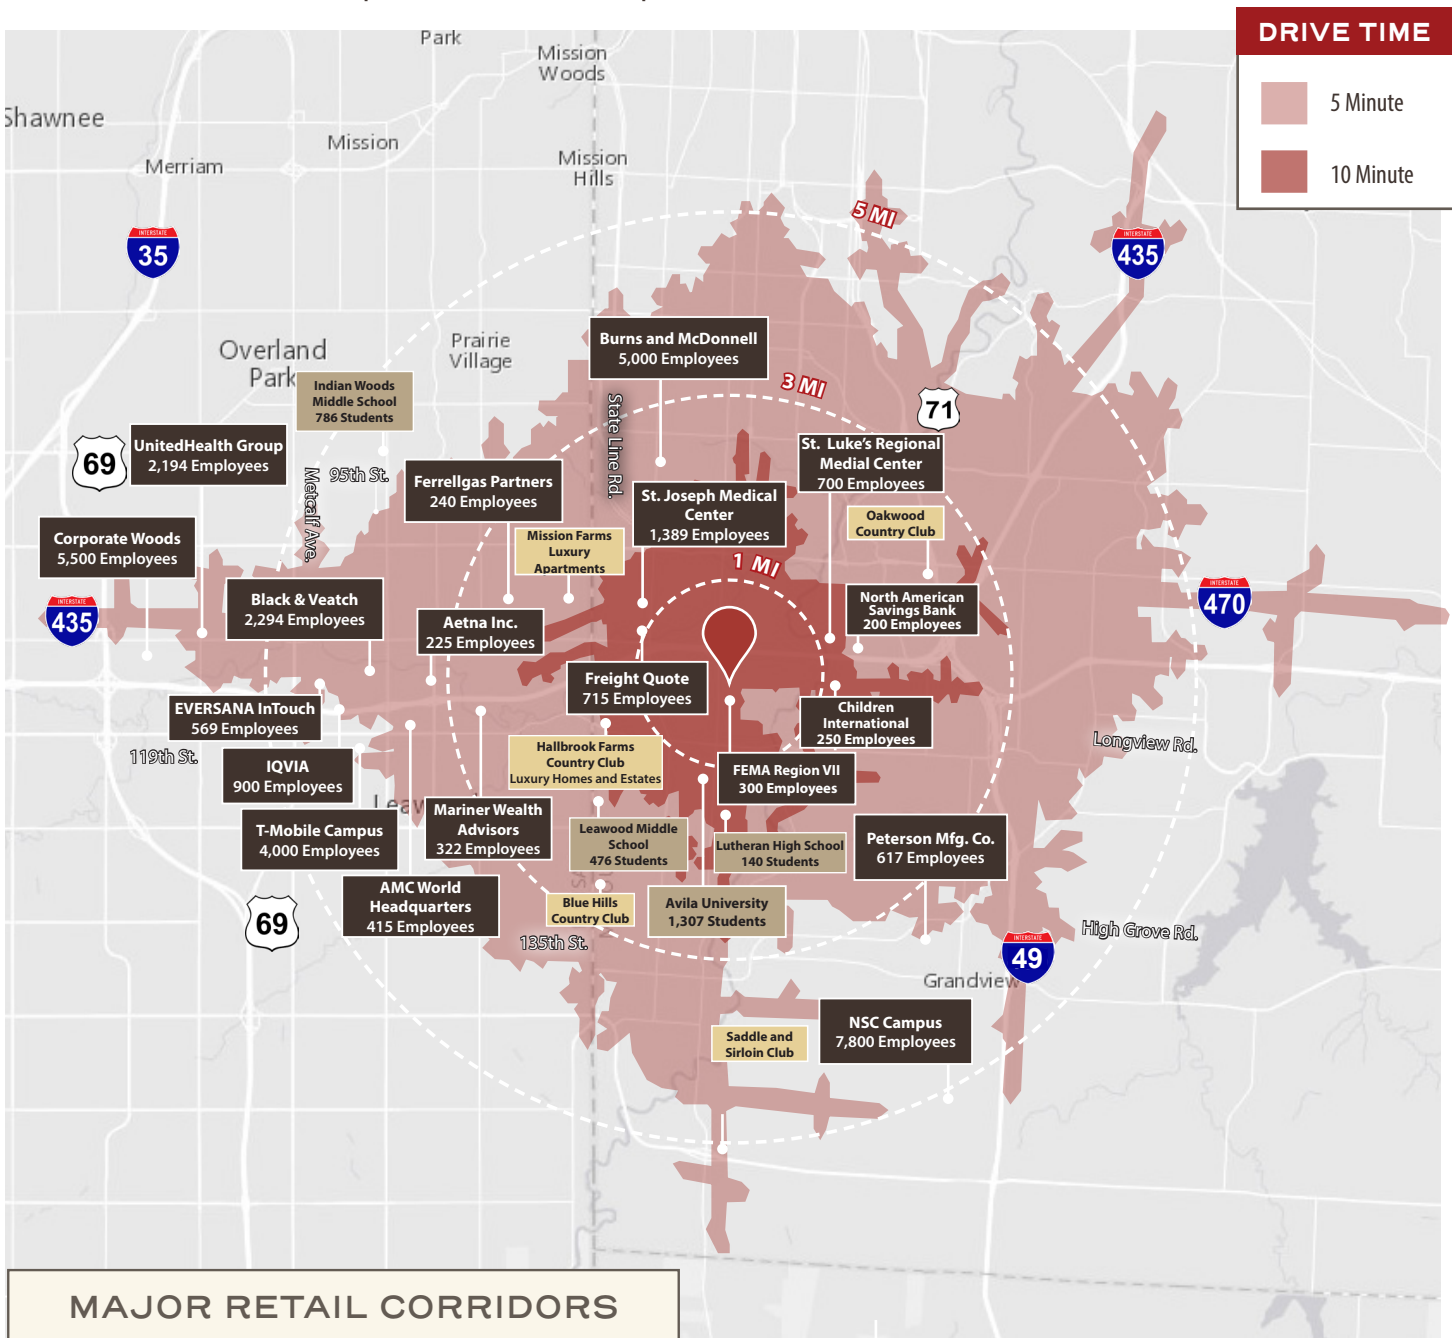 DRIVE TIME
5 Minute
10 Minute
Park
Mission
Woods
Shawnee
Mission
Merriam
Mission
Hills
5 MI
INTERSTATE
35
INTERSTATE
435
Overland
Park
Prairie
Village
Burns and McDonnell
5,000 Employees
3 MI
71
Indian Woods
Middle School
786 Students
State Line Rd.
69
UnitedHealth Group
2,194 Employees
Metcalf Ave.
95th St.
Ferrellgas Partners
240 Employees
St. Luke's Regional
Medial Center
700 Employees
St. Joseph Medical
Center
1,389 Employees
Oakwood
Country Club
Corporate Woods
5,500 Employees
Mission Farms
Luxury
Apartments
1 MI
INTERSTATE
435
Black & Veatch
2,294 Employees
Aetna Inc.
225 Employees
North American
Savings Bank
200 Employees
INTERSTATE
470
Freight Quote
715 Employees
EVERSANA InTouch
569 Employees
Children
International
250 Employees
119th St.
Longview Rd.
IQVIA
900 Employees
Hallbrook Farms
Country Club
Luxury Homes and Estates
FEMA Region VII
300 Employees
T-Mobile Campus
4,000 Employees
Mariner Wealth
Advisors
322 Employees
Leawood Middle
School
476 Students
Lutheran High School
140 Students
Peterson Mfg. Co.
617 Employees
AMC World
Headquarters
415 Employees
Blue Hills
Country Club
Avila University
1,307 Students
69
135th St.
High Grove Rd.
INTERSTATE
49
Grandview
NSC Campus
7,800 Employees
Saddle and
Sirloin Club
MAJOR RETAIL CORRIDORS